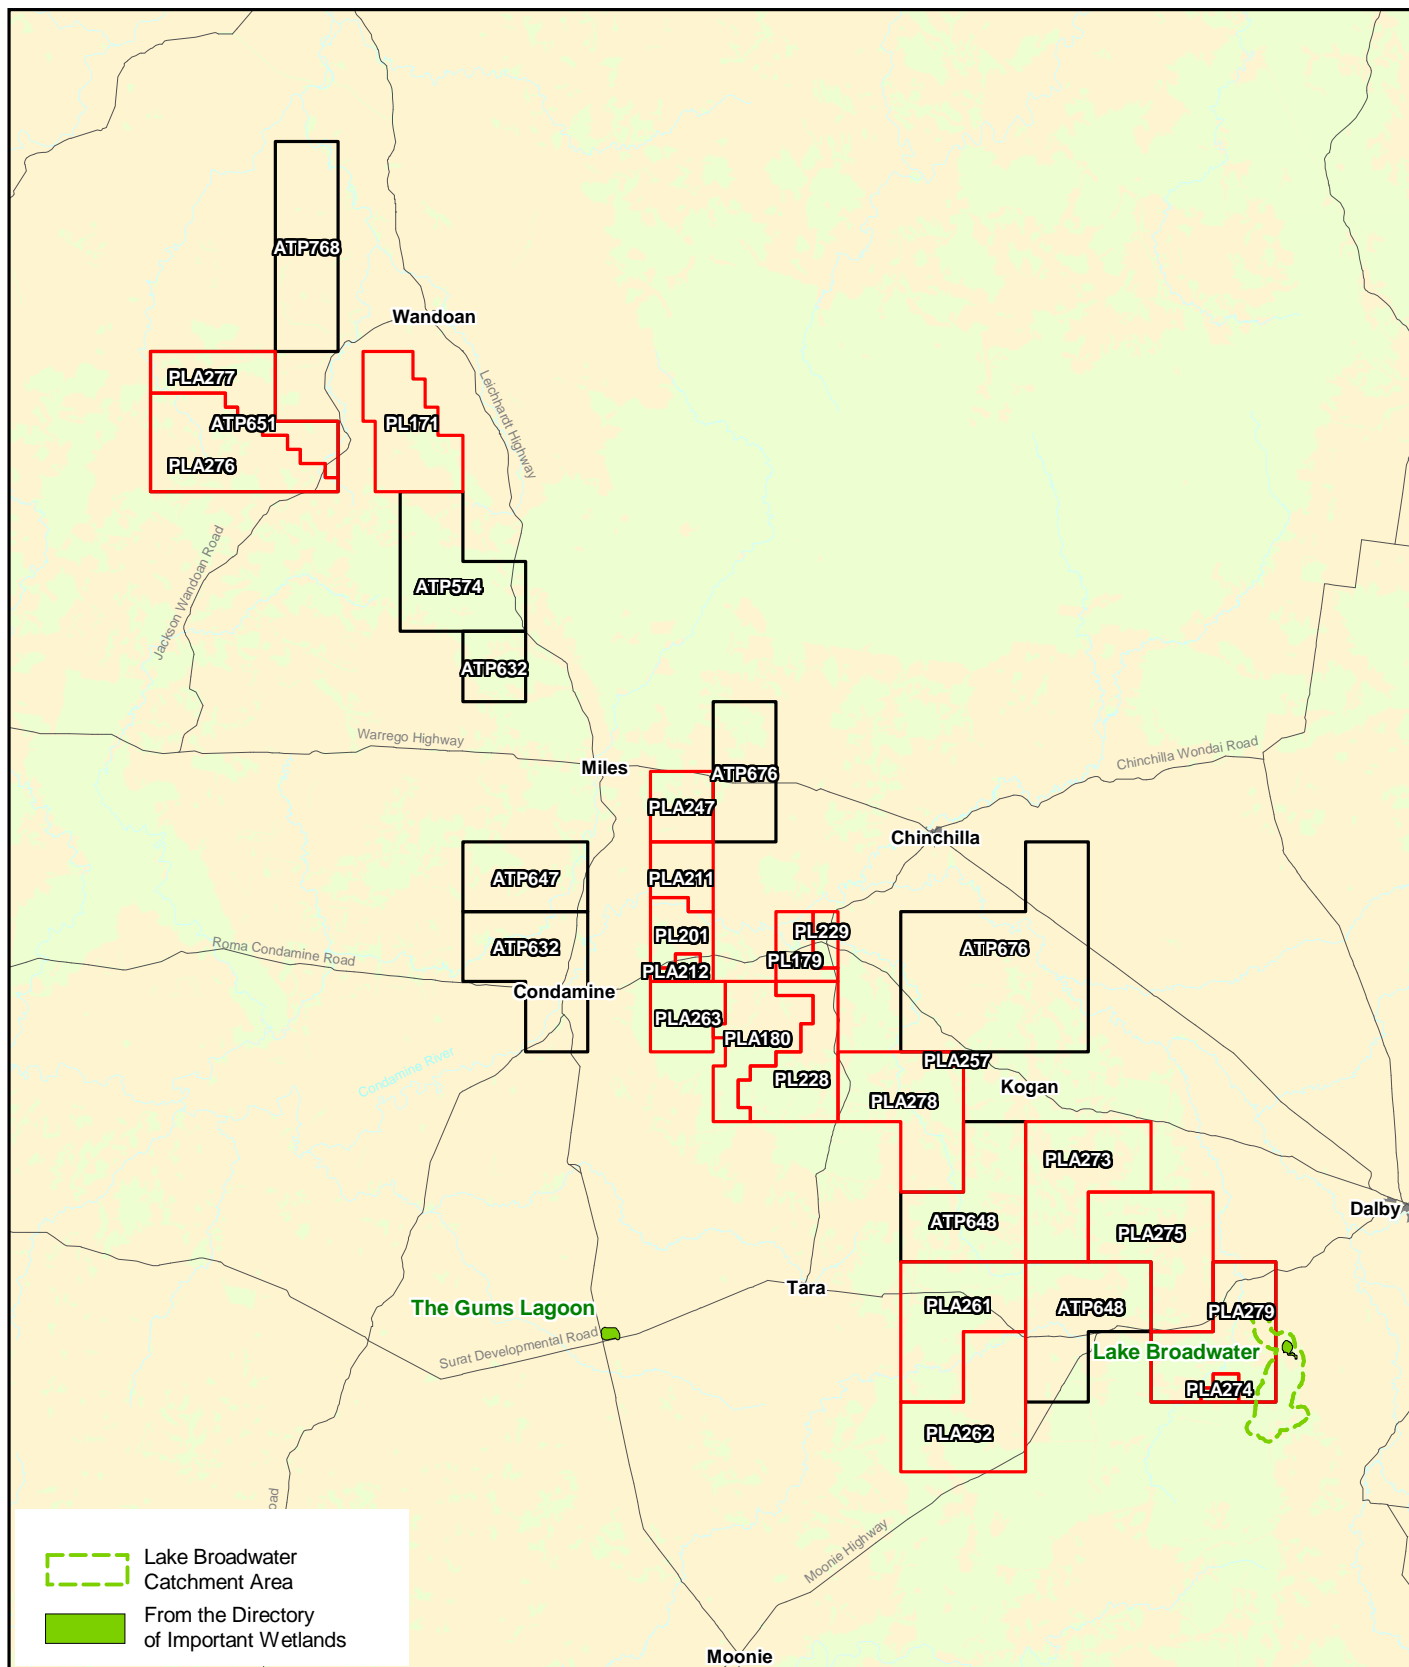 ATP768
Wandoan
PLA277
Leichhardt Highway
ATP651
PL171
PLA276
Jackson Wandoan Road
ATP574
ATP632
Warrego Highway
Miles
ATP676
Chinchilla Wondai Road
PLA247
Chinchilla
ATP647
PLA211
Roma Condamine Road
ATP632
PL201
PL229
ATP676
PL179
PLA212
Condamine
PLA263
PLA180
Condamine River
PLA257
PL228
PLA278
Kogan
PLA273
ATP648
PLA275
Dalby
Tara
The Gums Lagoon
PLA261
ATP648
PLA279
Surat Developmental Road
Lake Broadwater
PLA274
PLA262
oad
Moonie Highway
Lake Broadwater
Catchment Area
From the Directory
of Important Wetlands
Moonie